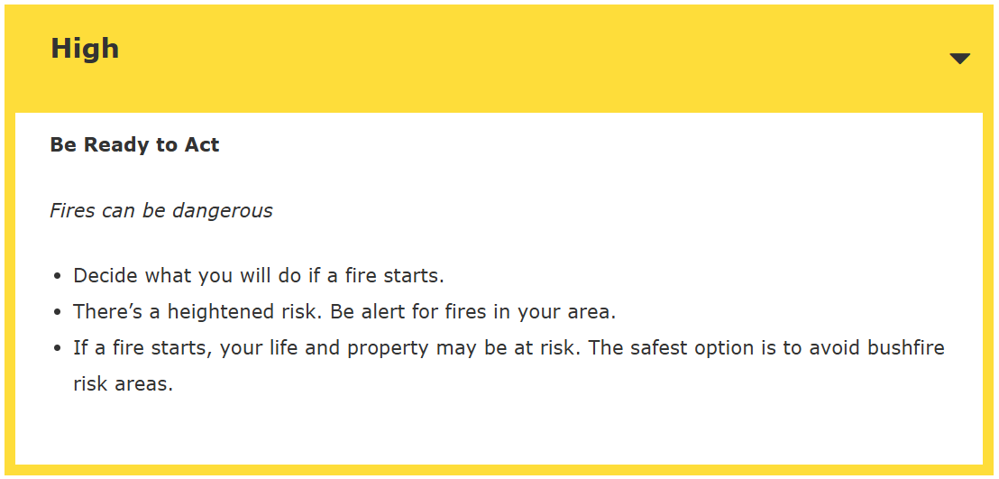 High
Be Ready to Act
Fires can be dangerous
• Decide what you will do if a fire starts.
• There’s a heightened risk. Be alert for fires in your area.
• If a fire starts, your life and property may be at risk. The safest option is to avoid bushfire
risk areas.